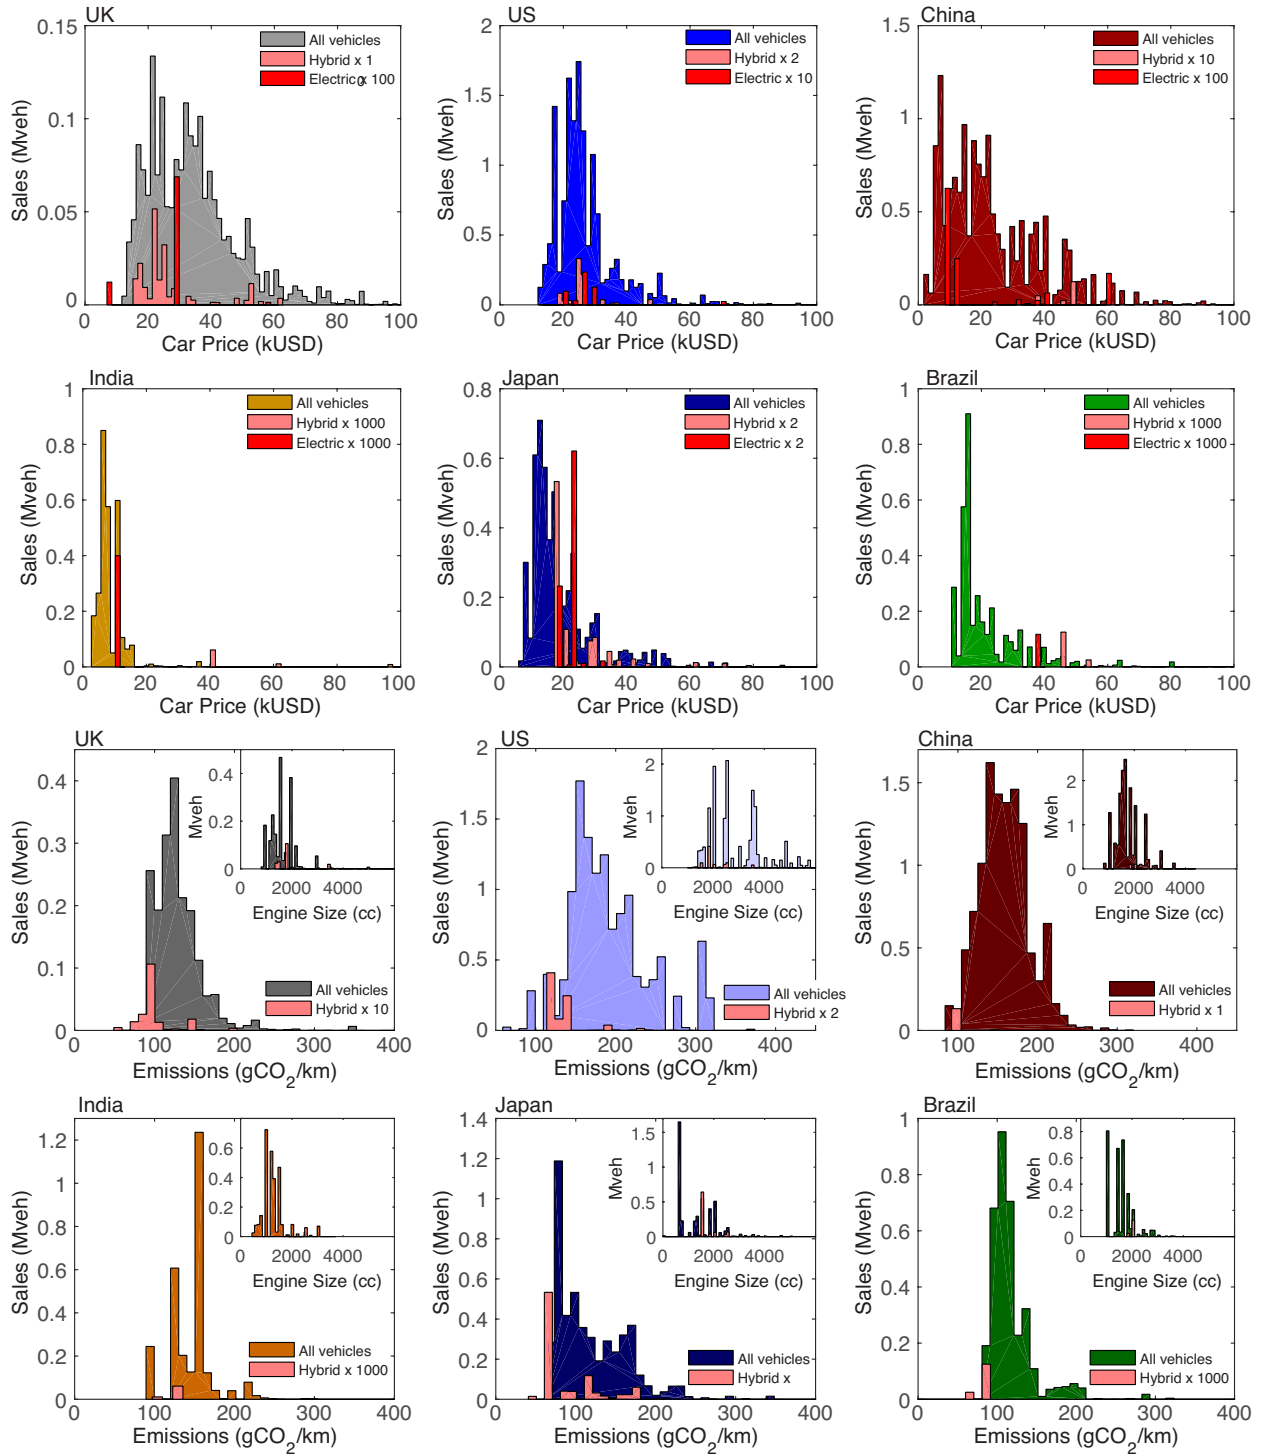 UK
US
China
0.15
0.1
0.05
0
Sales (Mveh)
All vehicles
Hybrid x 1
Electric x 100
0
0 20 40 60 80 100
Car Price (kUSD)
2
1.5
1
0.5
0
Sales (Mveh)
All vehicles
Hybrid x 2
Electric x 10
0 20 40 60 80 100
Car Price (kUSD)
1.5
1
0.5
0
Sales (Mveh)
All vehicles
Hybrid x 10
Electric x 100
0 20 40 60 80 100
Car Price (kUSD)
India
Japan
Brazil
1
0.8
0.6
0.4
0.2
0
Sales (Mveh)
All vehicles
Hybrid x 1000
Electric x 1000
0 20 40 60 80 100
Car Price (kUSD)
0.8
0.6
0.4
0.2
0
Sales (Mveh)
All vehicles
Hybrid x 2
Electric x 2
0 20 40 60 80 100
Car Price (kUSD)
1
0.8
0.6
0.4
0.2
0
Sales (Mveh)
All vehicles
Hybrid x 1000
Electric x 1000
0 20 40 60 80 100
Car Price (kUSD)
UK
US
China
0.4
0.3
0.2
0.1
0
Sales (Mveh)
0.4
0.2
0
Mveh
0 2000 4000
Engine Size (cc)
All vehicles
Hybrid x 10
0 100 200 300 400
Emissions (gCO2/km)
2
1.5
1
0.5
0
Sales (Mveh)
2
1
0
Mveh
0 2000 4000
Engine Size (cc)
All vehicles
Hybrid x 2
100 200 300 400
Emissions (gCO2/km)
1.5
1
0.5
0
Sales (Mveh)
2
1
0
Mveh
0 2000 4000
Engine Size (cc)
All vehicles
Hybrid x 1
100 200 300 400
Emissions (gCO2/km)
India
Japan
Brazil
1.2
1
0.8
0.6
0.4
0.2
0
Sales (Mveh)
0.6
0.4
0.2
0
0 2000 4000
Engine Size (cc)
All vehicles
Hybrid x 1000
0 100 200 300 400
Emissions (gCO2/km)
1.4
1.2
1
0.8
0.6
0.4
0.2
0
Sales (Mveh)
1.5
1
0.5
0
Mveh
0 2000 4000
Engine Size (cc)
All vehicles
Hybrid x
0 100 200 300 400
Emissions (gCO2/km)
1
0.8
0.6
0.4
0.2
0
Sales (Mveh)
0.8
0.6
0.4
0.2
0
Mveh
0 2000 4000
Engine Size (cc)
All vehicles
Hybrid x 1000
0 100 200 300 400
Emissions (gCO2/km)